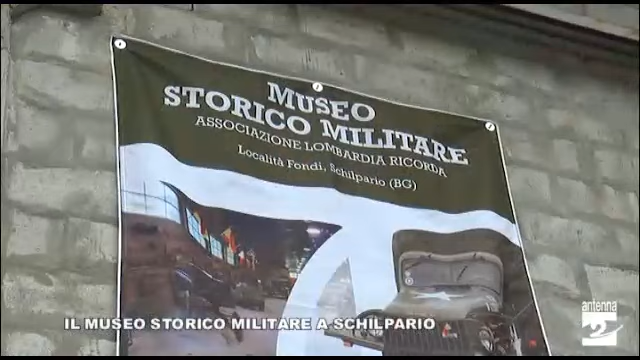 MUSEO
STORICO MILITARE
ASSOCIAZIONE LOMBARDIA RICORDA
Località Fondi, Schilpario (BG)
IL MUSEO STORICO MILITARE A SCHILPARIO
antenna
2